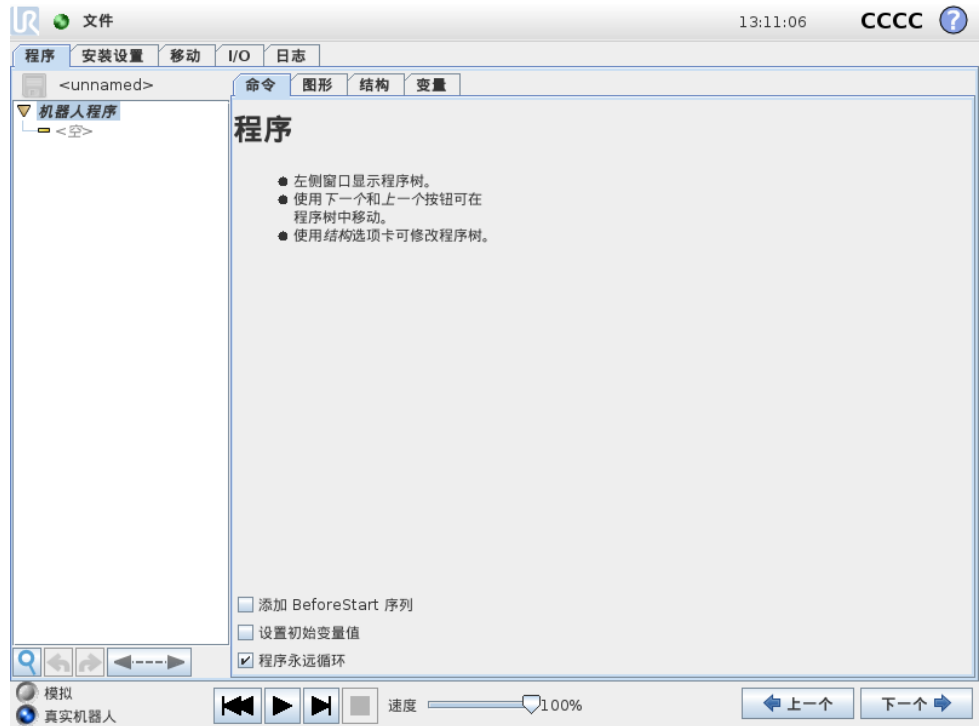 UR 文件 13:11:06 CCCC ?
程序 安装设置 移动 I/O 日志
<unnamed>
命令 图形 结构 变量
机器人程序
<空>
程序
左侧窗口显示程序树。
使用下一个和上一个按钮可在
程序树中移动。
使用结构选项卡可修改程序树。
添加 BeforeStart 序列
设置初始变量值
程序永远循环
模拟
真实机器人
速度 100%
上一个 下一个